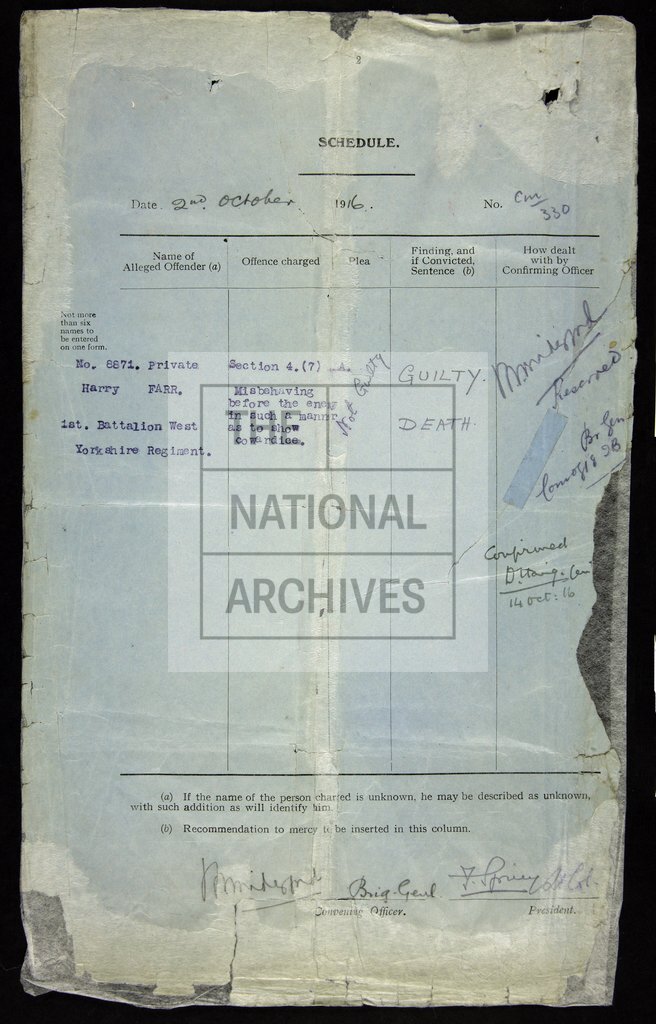 2
SCHEDULE.
Date. 2nd October 1916. No. Cm/330
Name of
Alleged Offender (a)
Offence charged
Plea
Finding, and
if Convicted,
Sentence (b)
How dealt
with by
Confirming Officer
Not more
than six
names to
be entered
on one form.
No. 8871. Private
Harry FARR.
1st. Battalion West
Yorkshire Regiment.
Section 4.(7) A.A.
Misbehaving
before the enemy
in such a manner
as to show
cowardice.
Not Guilty
GUILTY.
DEATH.
Reserved
Br Gen
Confirmed
D. Haig. Gen
14 Oct: 16
THE
NATIONAL
ARCHIVES
(a) If the name of the person charged is unknown, he may be described as unknown,
with such addition as will identify him.
(b) Recommendation to mercy to be inserted in this column.
Brig-Genl
Convening Officer.
President.